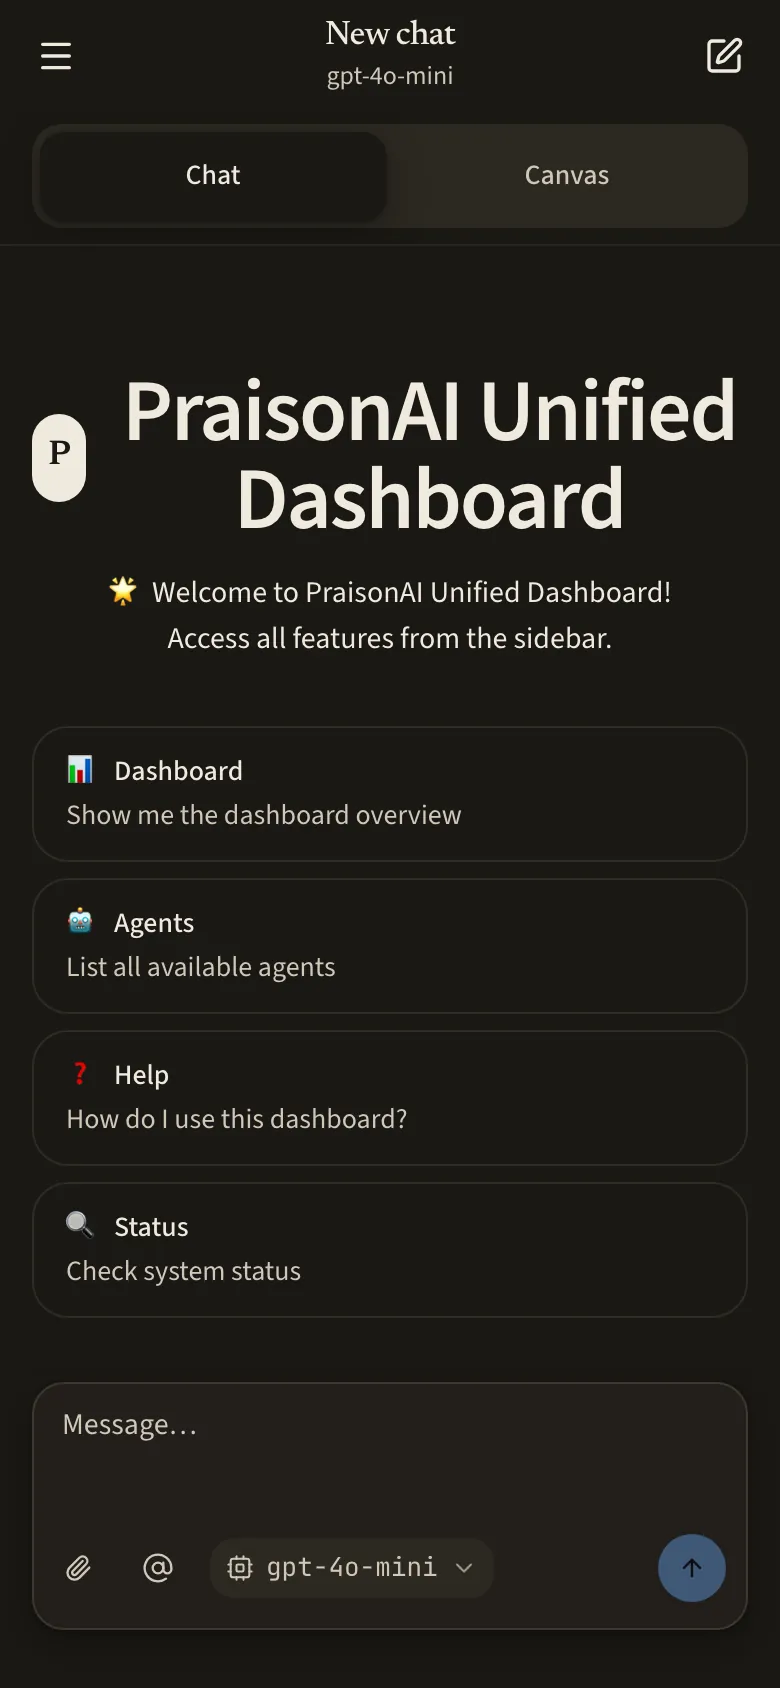 New chat
gpt-4o-mini
Chat
Canvas
P
PraisonAI Unified
Dashboard
🌟 Welcome to PraisonAI Unified Dashboard!
Access all features from the sidebar.
📊 Dashboard
Show me the dashboard overview
🤖 Agents
List all available agents
❓ Help
How do I use this dashboard?
🔍 Status
Check system status
Message…
gpt-4o-mini